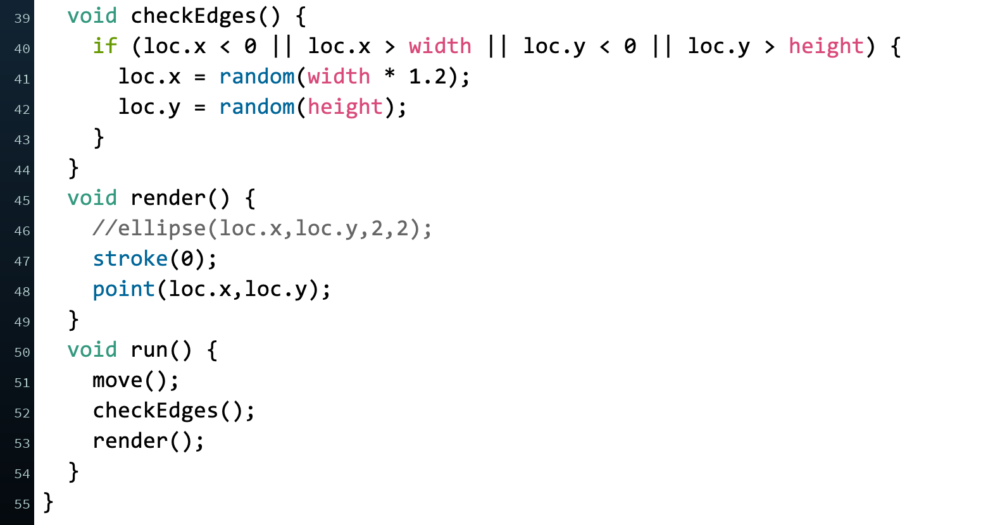 39 void checkEdges() {
40 if (loc.x < 0 || loc.x > width || loc.y < 0 || loc.y > height) {
41 loc.x = random(width * 1.2);
42 loc.y = random(height);
43 }
44 }
45 void render() {
46 //ellipse(loc.x,loc.y,2,2);
47 stroke(0);
48 point(loc.x,loc.y);
49 }
50 void run() {
51 move();
52 checkEdges();
53 render();
54 }
55 }